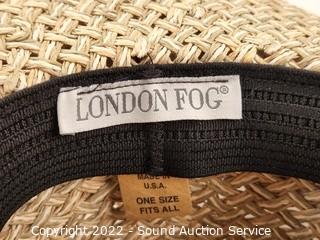 LONDON FOG®
MADE IN
U.S.A.
ONE SIZE
FITS ALL
Copyright 2022 - Sound Auction Service